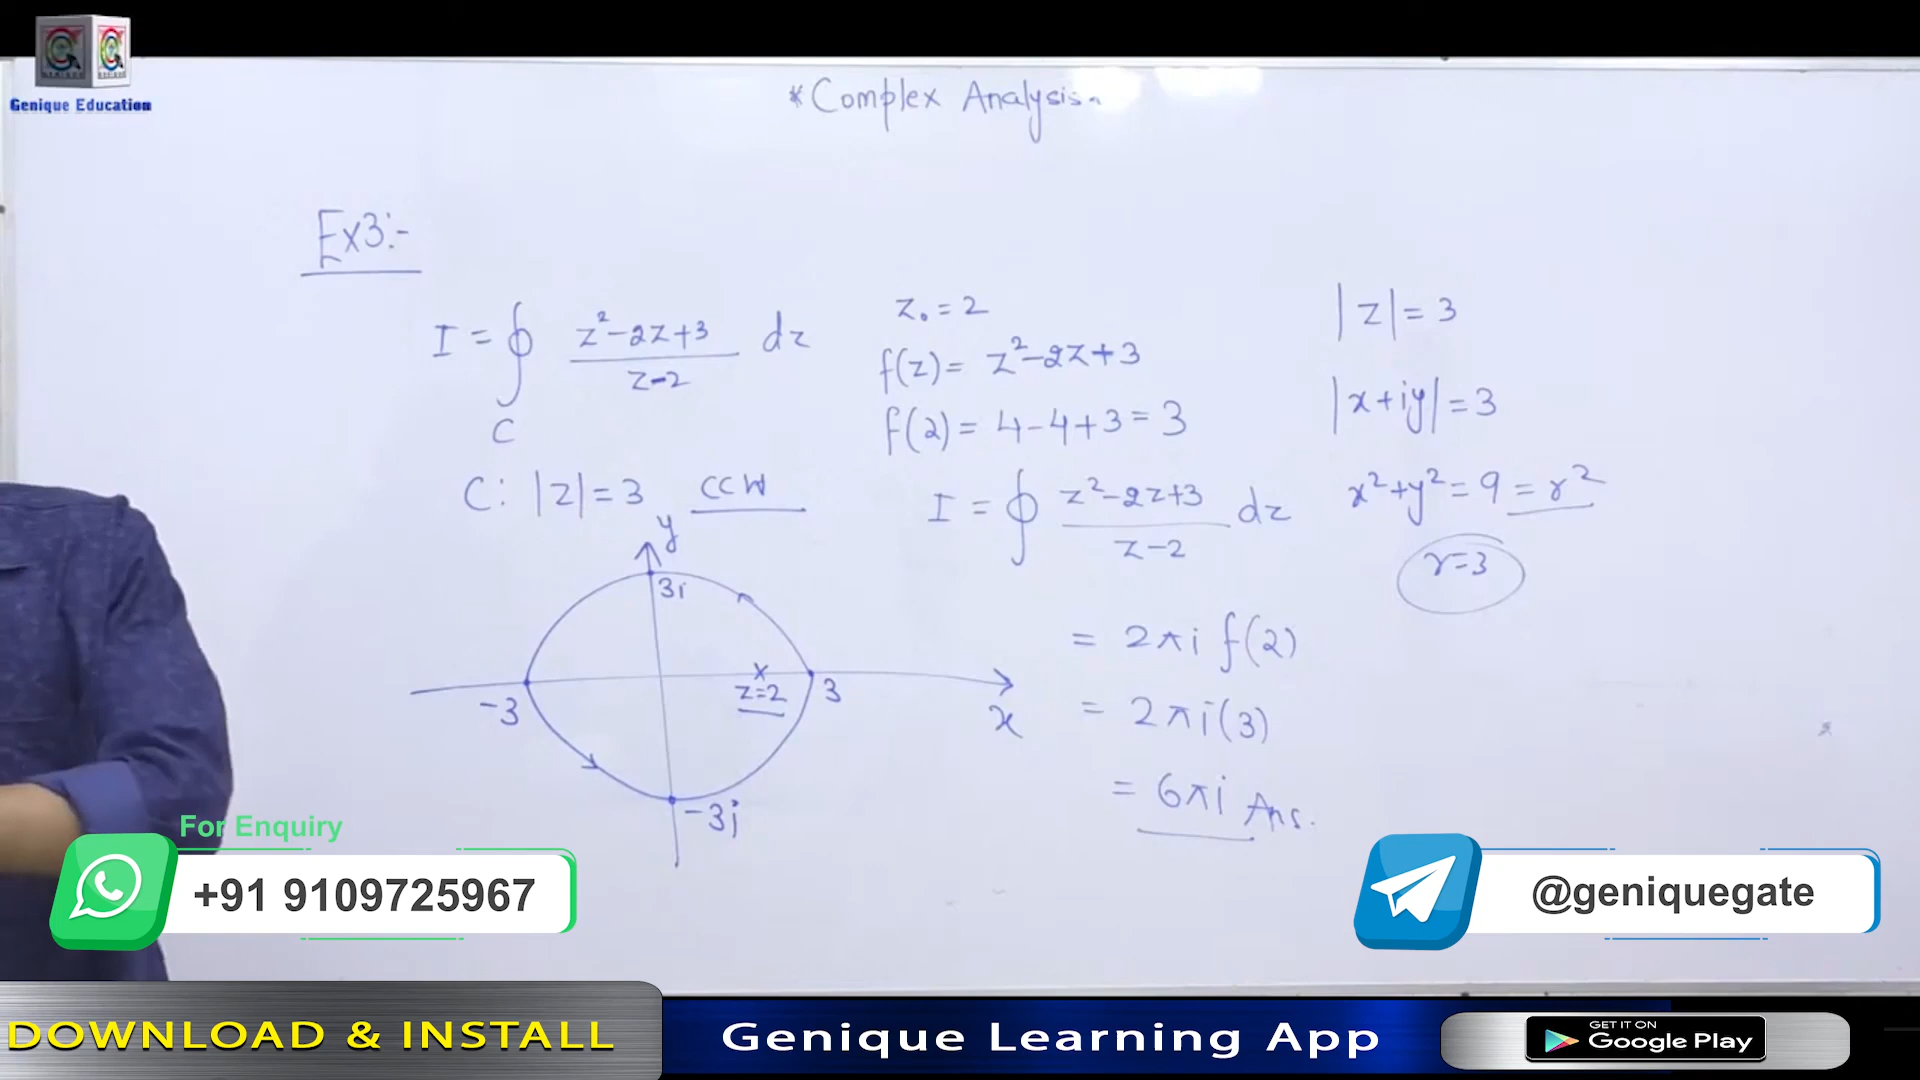 Genique Education
*Complex Analysis
Ex3:-
I = ∮ z²-2z+3 dz
z-2
C
C: |z|=3 CCW
y
3i
-3
x
z=2
3
x
-3i
z₀ = 2
f(z) = z²-2z+3
f(2) = 4-4+3 = 3
I = ∮ z²-2z+3 dz
z-2
= 2πi f(2)
= 2πi(3)
= 6πi Ans.
|z| = 3
|x+iy| = 3
x²+y² = 9 = r²
r=3
For Enquiry
+91 9109725967
@geniquegate
DOWNLOAD & INSTALL
Genique Learning App
GET IT ON
Google Play